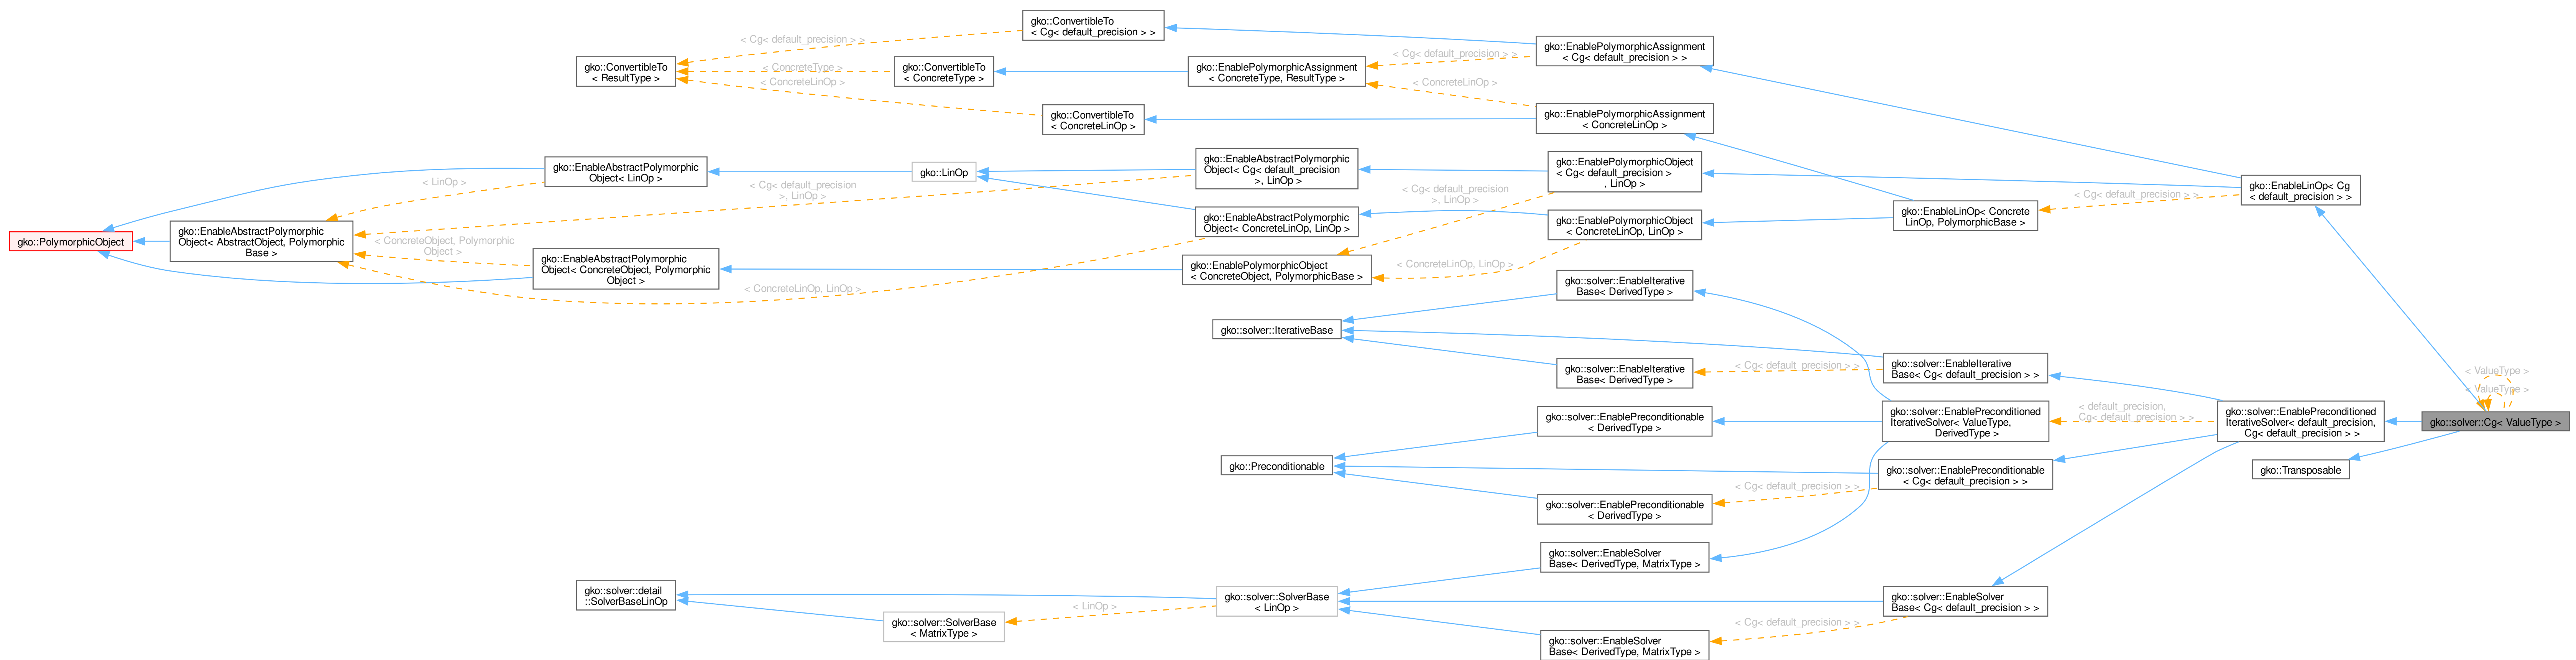 gko::ConvertibleTo
< Cg< default_precision > >
< Cg< default_precision > >
gko::EnablePolymorphicAssignment
< Cg< default_precision > >
< Cg< default_precision > >
gko::ConvertibleTo
< ResultType >
< ConcreteType >
gko::ConvertibleTo
< ConcreteType >
gko::EnablePolymorphicAssignment
< ConcreteType, ResultType >
< ConcreteLinOp >
< ConcreteLinOp >
gko::ConvertibleTo
< ConcreteLinOp >
gko::EnablePolymorphicAssignment
< ConcreteLinOp >
gko::EnableAbstractPolymorphic
Object< LinOp >
gko::LinOp
gko::EnableAbstractPolymorphic
Object< Cg< default_precision
>, LinOp >
gko::EnablePolymorphicObject
< Cg< default_precision >
, LinOp >
< LinOp >
< Cg< default_precision
>, LinOp >
< Cg< default_precision
>, LinOp >
< Cg< default_precision > >
gko::EnableLinOp< Cg
< default_precision > >
gko::EnableAbstractPolymorphic
Object< ConcreteLinOp, LinOp >
gko::EnablePolymorphicObject
< ConcreteLinOp, LinOp >
gko::EnableLinOp< Concrete
LinOp, PolymorphicBase >
gko::PolymorphicObject
gko::EnableAbstractPolymorphic
Object< AbstractObject, Polymorphic
Base >
< ConcreteObject, Polymorphic
Object >
gko::EnableAbstractPolymorphic
Object< ConcreteObject, Polymorphic
Object >
< ConcreteLinOp, LinOp >
gko::EnablePolymorphicObject
< ConcreteObject, PolymorphicBase >
< ConcreteLinOp, LinOp >
gko::solver::EnableIterative
Base< DerivedType >
gko::solver::IterativeBase
gko::solver::EnableIterative
Base< DerivedType >
< Cg< default_precision > >
gko::solver::EnableIterative
Base< Cg< default_precision > >
< ValueType >
< ValueType >
gko::solver::EnablePreconditionable
< DerivedType >
gko::solver::EnablePreconditioned
IterativeSolver< ValueType,
DerivedType >
< default_precision,
Cg< default_precision > >
gko::solver::EnablePreconditioned
IterativeSolver< default_precision,
Cg< default_precision > >
gko::solver::Cg< ValueType >
gko::Preconditionable
gko::solver::EnablePreconditionable
< Cg< default_precision > >
gko::Transposable
< Cg< default_precision > >
gko::solver::EnablePreconditionable
< DerivedType >
gko::solver::EnableSolver
Base< DerivedType, MatrixType >
gko::solver::detail
::SolverBaseLinOp
gko::solver::SolverBase
< MatrixType >
< LinOp >
gko::solver::SolverBase
< LinOp >
gko::solver::EnableSolver
Base< Cg< default_precision > >
< Cg< default_precision > >
gko::solver::EnableSolver
Base< DerivedType, MatrixType >